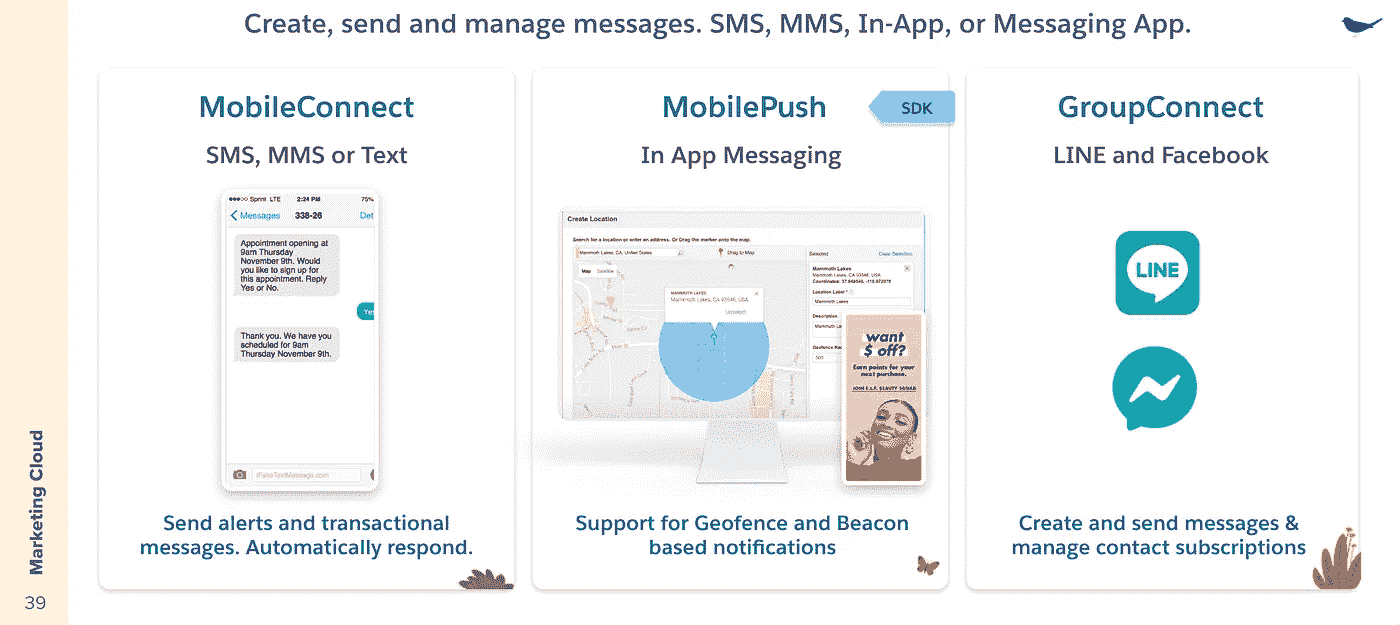 Create, send and manage messages. SMS, MMS, In-App, or Messaging App.
MobileConnect
SMS, MMS or Text
Sprint LTE 2:24 PM 75%
Messages 338-26 Det
Appointment opening at
9am Thursday
November 9th. Would
you like to sign up for
this appointment. Reply
Yes or No.
Yes
Thank you. We have you
scheduled for 9am
Thursday November 9th.
iFakeTextMessage.com
Send alerts and transactional
messages. Automatically respond.
MobilePush
SDK
In App Messaging
Create Location
Search for a location or enter an address. Or Drag the marker onto the map.
Mammoth Lakes, CA, United States
Drag to Map
Map Satellite
MAMMOTH LAKES
Mammoth Lakes, CA 93546, USA
Unselect
Selected Clear Selection
Mammoth Lakes
Mammoth Lakes, CA 93546, USA
Location Label *
Mammoth Lakes
Description
Mammoth La
Geofence Rad
500
want
$ off?
Earn points for your
next purchase.
JOIN E.L.F. BEAUTY SQUAD
Support for Geofence and Beacon
based notifications
GroupConnect
LINE and Facebook
LINE
Create and send messages &
manage contact subscriptions
Marketing Cloud
39